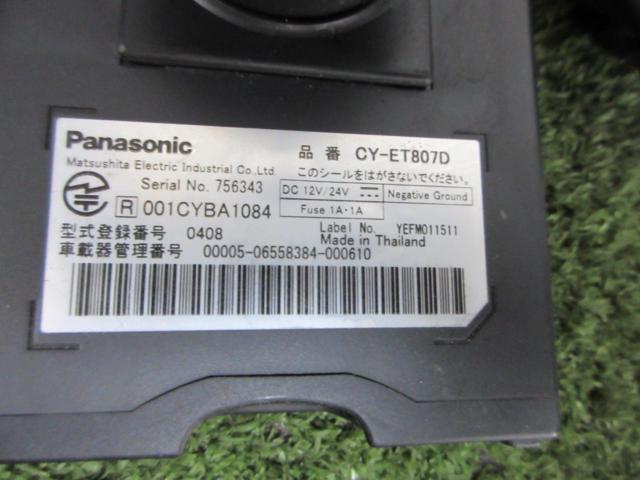 Panasonic 品番 CY-ET807D
Matsushita Electric Industrial Co.,Ltd. このシールをはがさないでください。
Serial No. 756343 DC 12V/24V Negative Ground
R 001CYBA1084 Fuse 1A·1A
型式登録番号 0408 Label No. YEFM011511
Made in Thailand
車載器管理番号 00005-06558384-000610